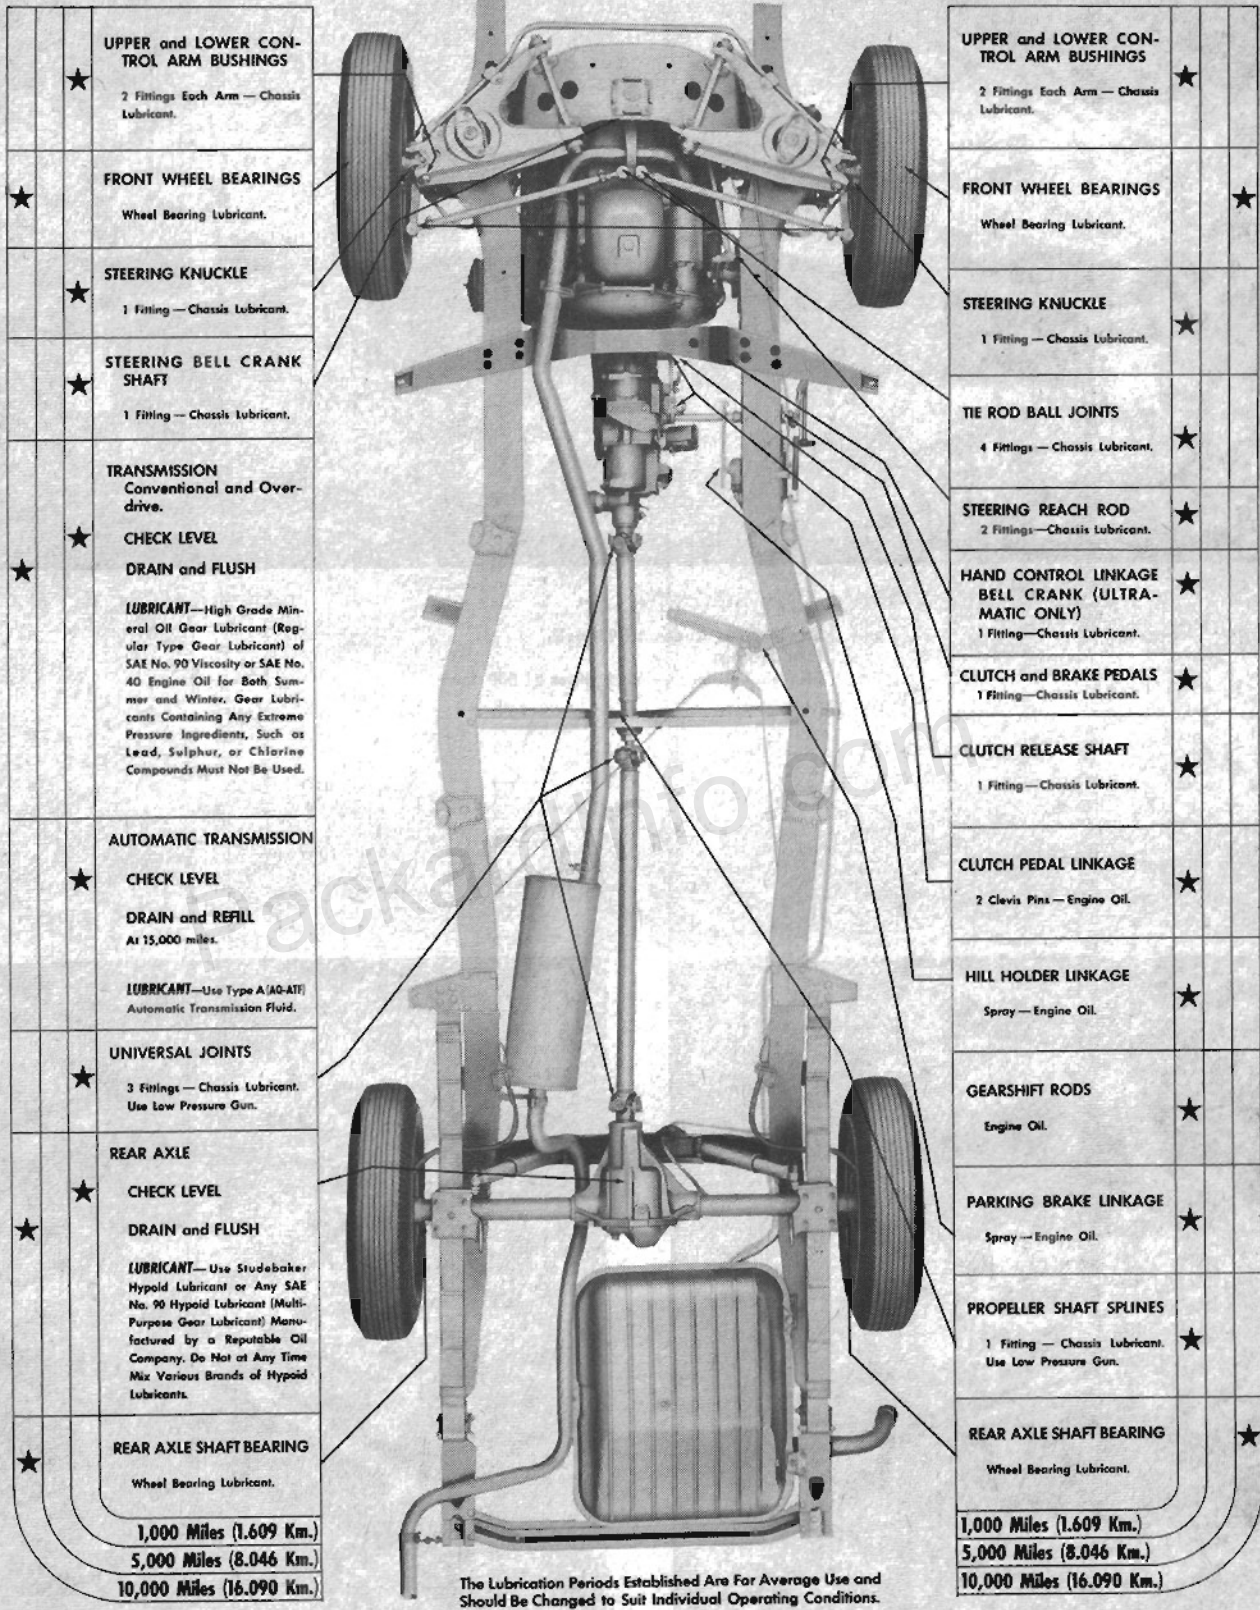 UPPER and LOWER CON-
TROL ARM BUSHINGS
2 Fittings Each Arm — Chassis
Lubricant.
FRONT WHEEL BEARINGS
Wheel Bearing Lubricant.
STEERING KNUCKLE
1 Fitting — Chassis Lubricant.
STEERING BELL CRANK
SHAFT
1 Fitting — Chassis Lubricant.
TRANSMISSION
Conventional and Over-
drive.
CHECK LEVEL
DRAIN and FLUSH
LUBRICANT—High Grade Min-
eral Oil Gear Lubricant (Reg-
ular Type Gear Lubricant) of
SAE No. 90 Viscosity or SAE No.
40 Engine Oil for Both Sum-
mer and Winter. Gear Lubri-
cants Containing Any Extreme
Pressure Ingredients, Such as
Lead, Sulphur, or Chlorine
Compounds Must Not Be Used.
AUTOMATIC TRANSMISSION
CHECK LEVEL
DRAIN and REFILL
At 15,000 miles.
LUBRICANT—Use Type A (AQ-ATF)
Automatic Transmission Fluid.
UNIVERSAL JOINTS
3 Fittings — Chassis Lubricant.
Use Low Pressure Gun.
REAR AXLE
CHECK LEVEL
DRAIN and FLUSH
LUBRICANT—Use Studebaker
Hypoid Lubricant or Any SAE
No. 90 Hypoid Lubricant (Multi-
Purpose Gear Lubricant) Manu-
factured by a Reputable Oil
Company. Do Not at Any Time
Mix Various Brands of Hypoid
Lubricants.
REAR AXLE SHAFT BEARING
Wheel Bearing Lubricant.
1,000 Miles (1.609 Km.)
5,000 Miles (8.046 Km.)
10,000 Miles (16.090 Km.)
UPPER and LOWER CON-
TROL ARM BUSHINGS
2 Fittings Each Arm — Chassis
Lubricant.
FRONT WHEEL BEARINGS
Wheel Bearing Lubricant.
STEERING KNUCKLE
1 Fitting — Chassis Lubricant.
TIE ROD BALL JOINTS
4 Fittings — Chassis Lubricant.
STEERING REACH ROD
2 Fittings—Chassis Lubricant.
HAND CONTROL LINKAGE
BELL CRANK (ULTRA-
MATIC ONLY)
1 Fitting—Chassis Lubricant.
CLUTCH and BRAKE PEDALS
1 Fitting—Chassis Lubricant.
CLUTCH RELEASE SHAFT
1 Fitting — Chassis Lubricant.
CLUTCH PEDAL LINKAGE
2 Clevis Pins — Engine Oil.
HILL HOLDER LINKAGE
Spray — Engine Oil.
GEARSHIFT RODS
Engine Oil.
PARKING BRAKE LINKAGE
Spray — Engine Oil.
PROPELLER SHAFT SPLINES
1 Fitting — Chassis Lubricant.
Use Low Pressure Gun.
REAR AXLE SHAFT BEARING
Wheel Bearing Lubricant.
1,000 Miles (1.609 Km.)
5,000 Miles (8.046 Km.)
10,000 Miles (16.090 Km.)
The Lubrication Periods Established Are For Average Use and
Should Be Changed to Suit Individual Operating Conditions.
PackardInfo.com